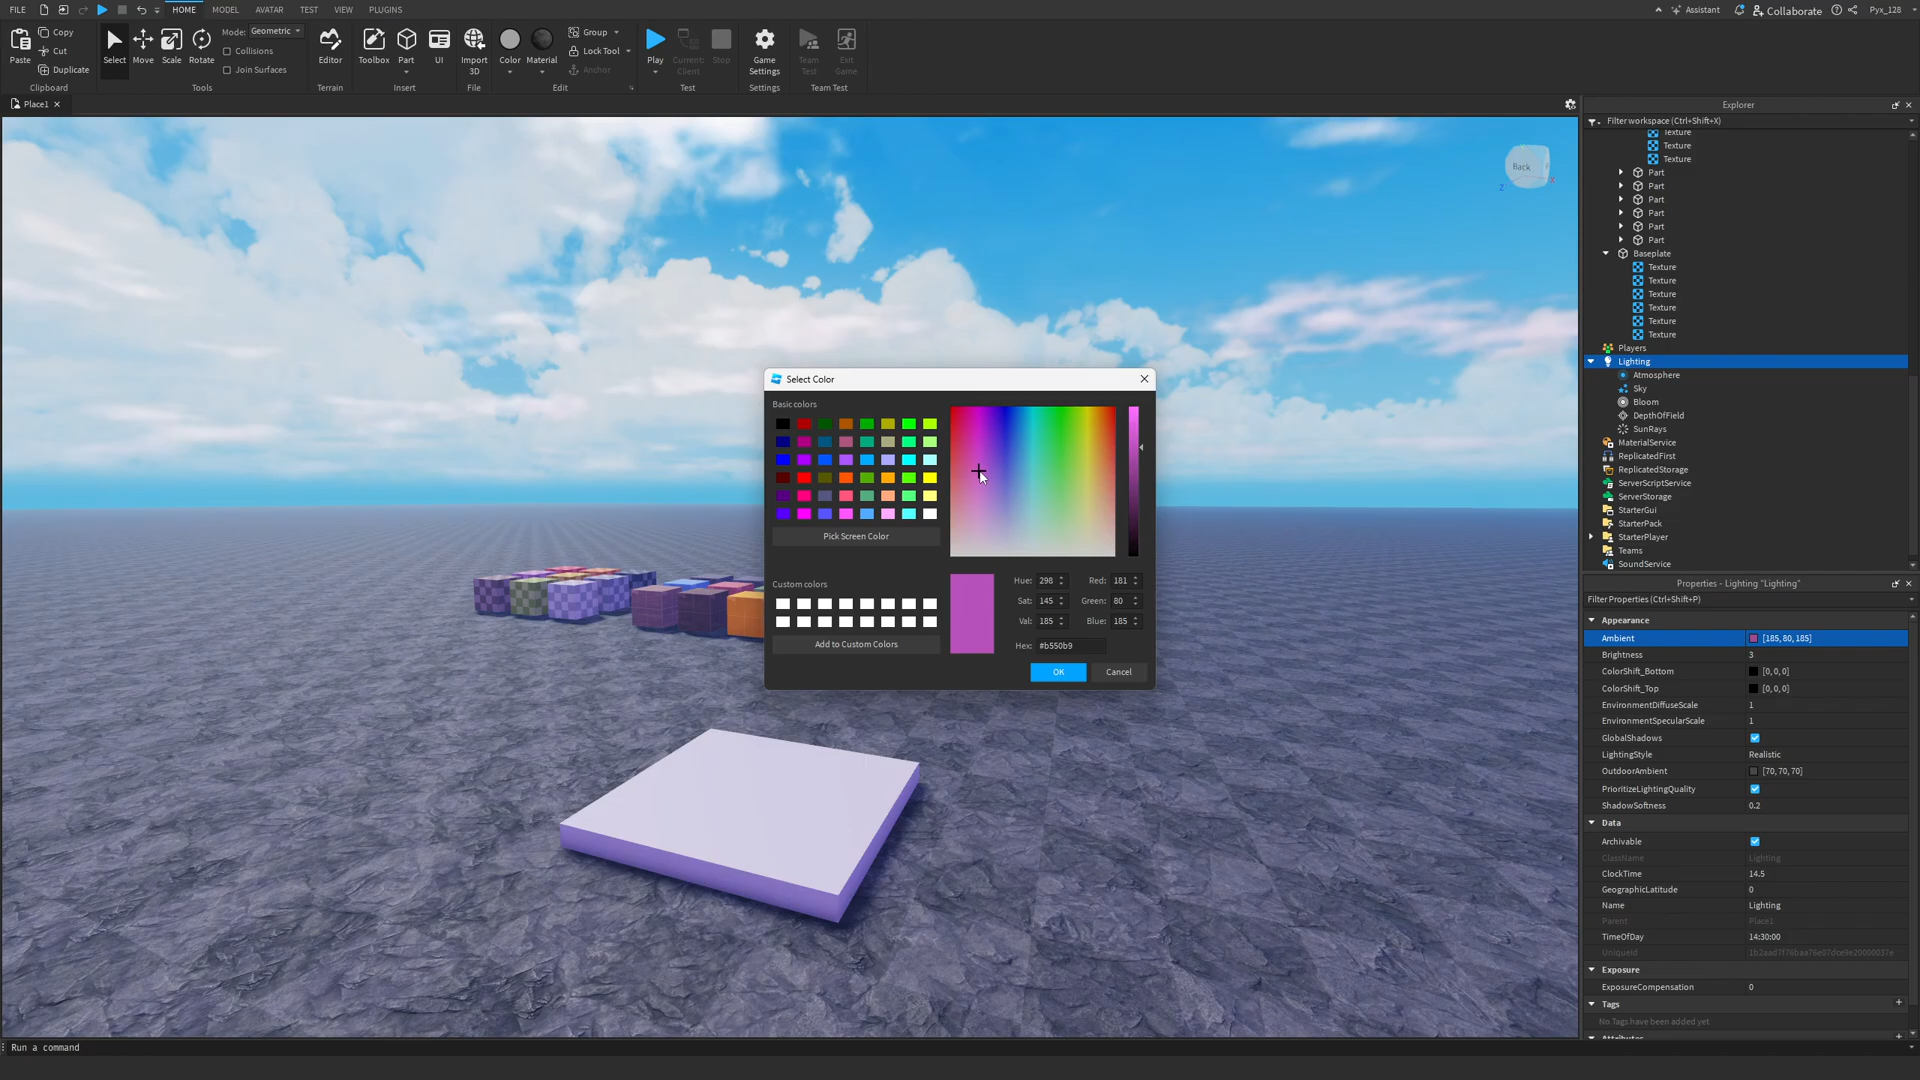 FILE HOME MODEL AVATAR TEST VIEW PLUGINS Assistant Collaborate Pyx_128
Paste Copy Cut Duplicate Clipboard
Select Move Scale Rotate Mode: Geometric Collisions Join Surfaces Tools
Editor Terrain
Toolbox Part UI Insert
Import 3D File
Color Material Group Lock Tool Anchor Edit
Play Current: Client Stop Test
Game Settings Settings
Team Test Exit Game Team Test
Place1
Back
Z
X
Select Color
Basic colors
Pick Screen Color
Custom colors
Add to Custom Colors
Hue: 298 Red: 181
Sat: 145 Green: 80
Val: 185 Blue: 185
Hex: #b550b9
OK Cancel
Explorer
Filter workspace (Ctrl+Shift+X)
Texture
Texture
Texture
Part
Part
Part
Part
Part
Part
Baseplate
Texture
Texture
Texture
Texture
Texture
Texture
Players
Lighting
Atmosphere
Sky
Bloom
DepthOfField
SunRays
MaterialService
ReplicatedFirst
ReplicatedStorage
ServerScriptService
ServerStorage
StarterGui
StarterPack
StarterPlayer
Teams
SoundService
Properties - Lighting "Lighting"
Filter Properties (Ctrl+Shift+P)
Appearance
Ambient [185, 80, 185]
Brightness 3
ColorShift_Bottom [0, 0, 0]
ColorShift_Top [0, 0, 0]
EnvironmentDiffuseScale 1
EnvironmentSpecularScale 1
GlobalShadows
LightingStyle Realistic
OutdoorAmbient [70, 70, 70]
PrioritizeLightingQuality
ShadowSoftness 0.2
Data
Archivable
ClassName Lighting
ClockTime 14.5
GeographicLatitude 0
Name Lighting
Parent Place1
TimeOfDay 14:30:00
UniqueId
Exposure
ExposureCompensation 0
Tags
No Tags have been added yet
Attributes
Run a command